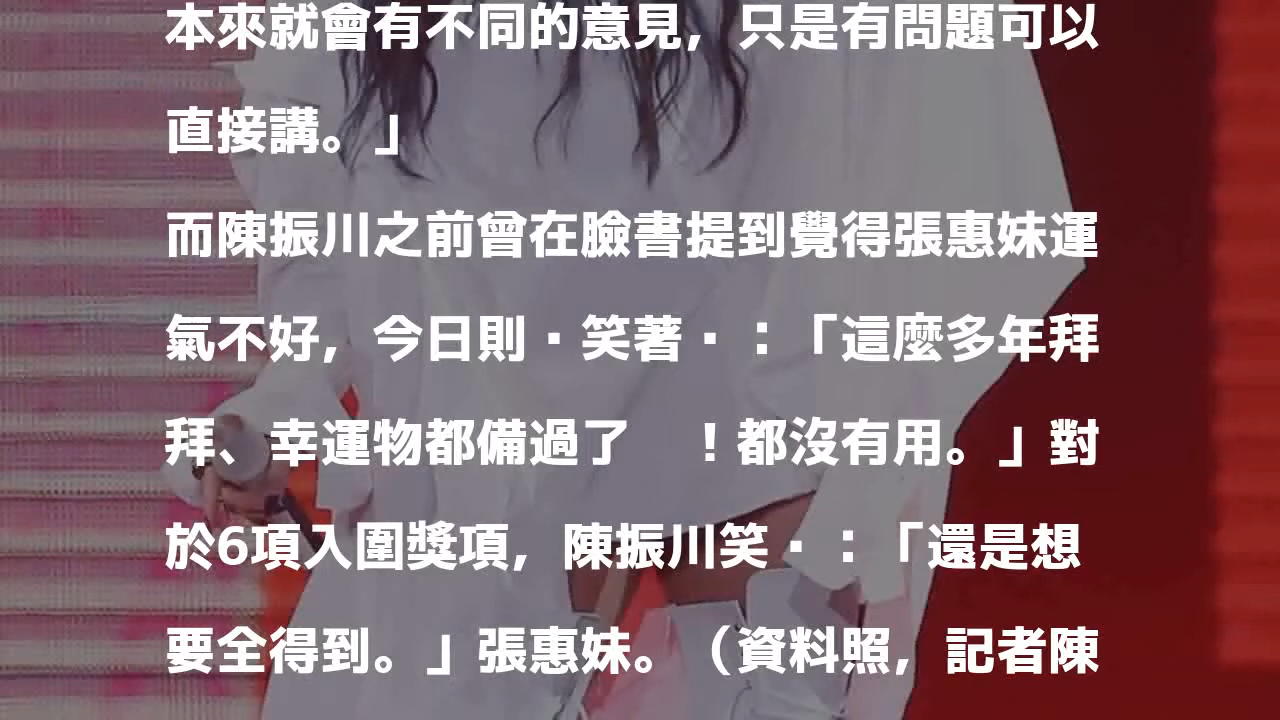 本來就會有不同的意見，只是有問題可以
直接講。」
而陳振川之前曾在臉書提到覺得張惠妹運
氣不好，今日則▪笑著▪：「這麼多年拜
拜、幸運物都備過了　！都沒有用。」對
於6項入圍獎項，陳振川笑▪：「還是想
要全得到。」張惠妹。（資料照，記者陳